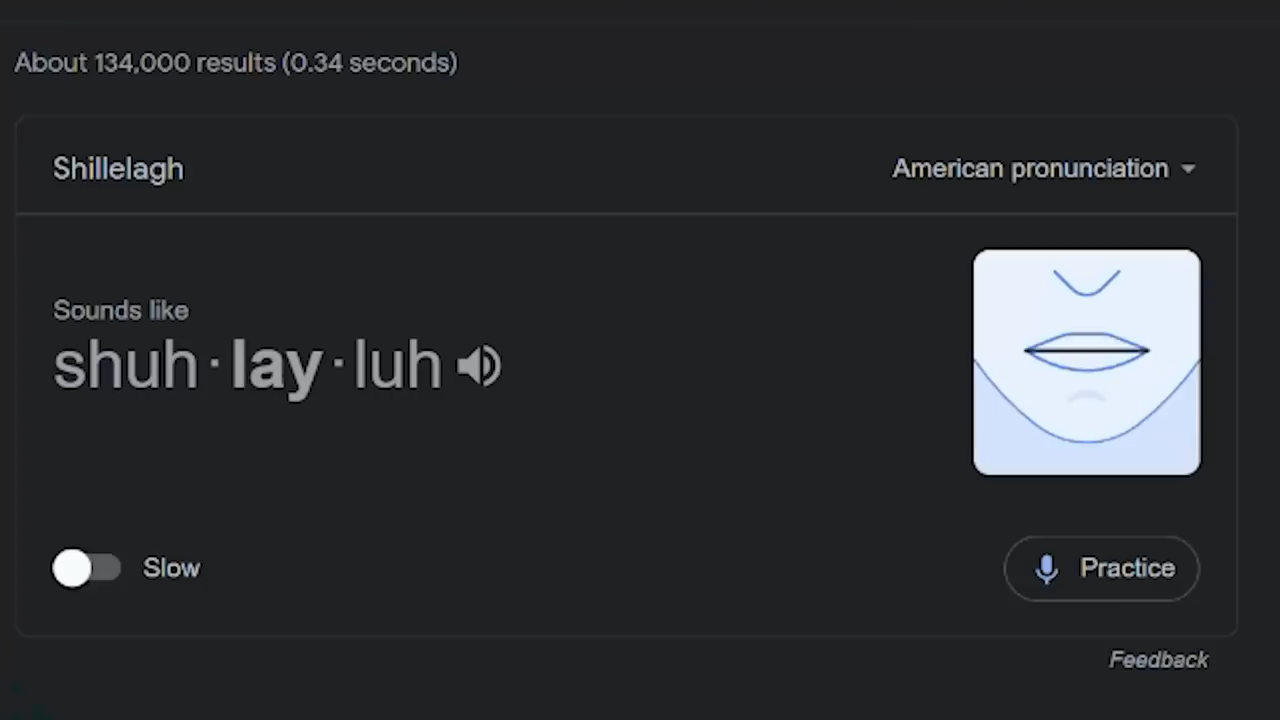 About 134,000 results (0.34 seconds)
Shillelagh
American pronunciation
Sounds like
shuh · lay · luh
Slow
Practice
Feedback